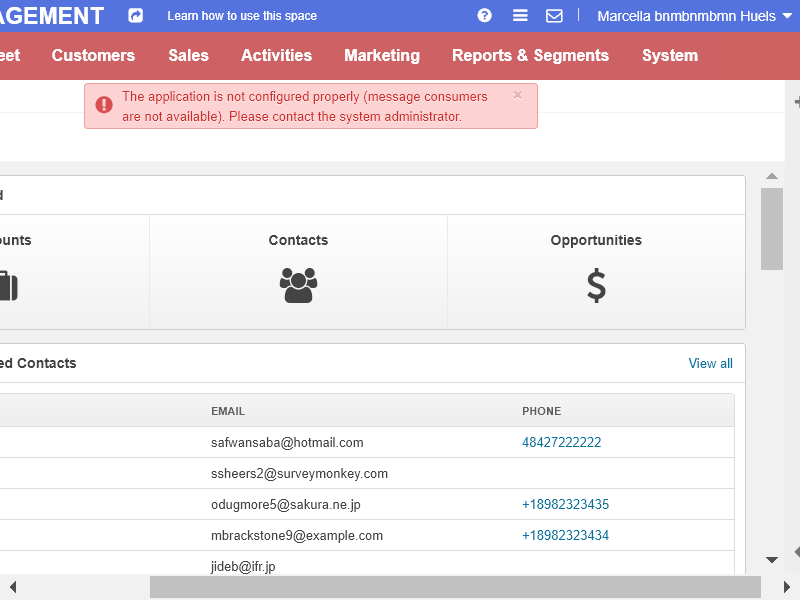 AGEMENT
Learn how to use this space
Marcella bnmbnmbmn Huels
eet
Customers
Sales
Activities
Marketing
Reports & Segments
System
The application is not configured properly (message consumers
are not available). Please contact the system administrator.
×
d
ounts
Contacts
Opportunities
ed Contacts
View all
EMAIL
PHONE
safwansaba@hotmail.com
48427222222
ssheers2@surveymonkey.com
odugmore5@sakura.ne.jp
+18982323435
mbrackstone9@example.com
+18982323434
jideb@ifr.jp